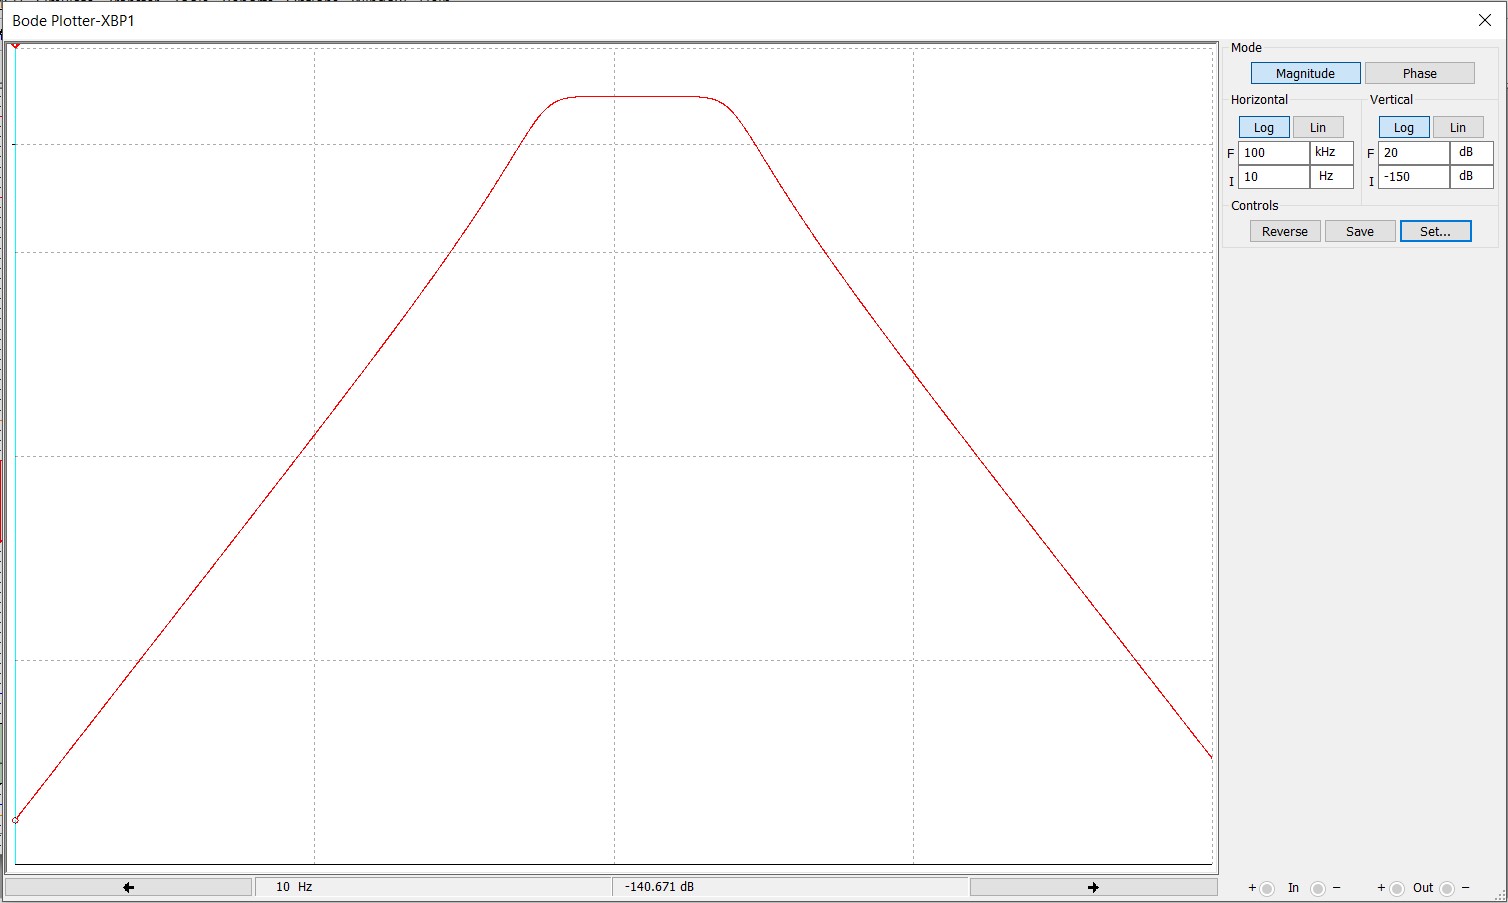 Bode Plotter-XBP1
Mode
Magnitude Phase
Horizontal Vertical
Log Lin Log Lin
F 100 kHz F 20 dB
I 10 Hz I -150 dB
Controls
Reverse Save Set...
10 Hz -140.671 dB
+ In − + Out −